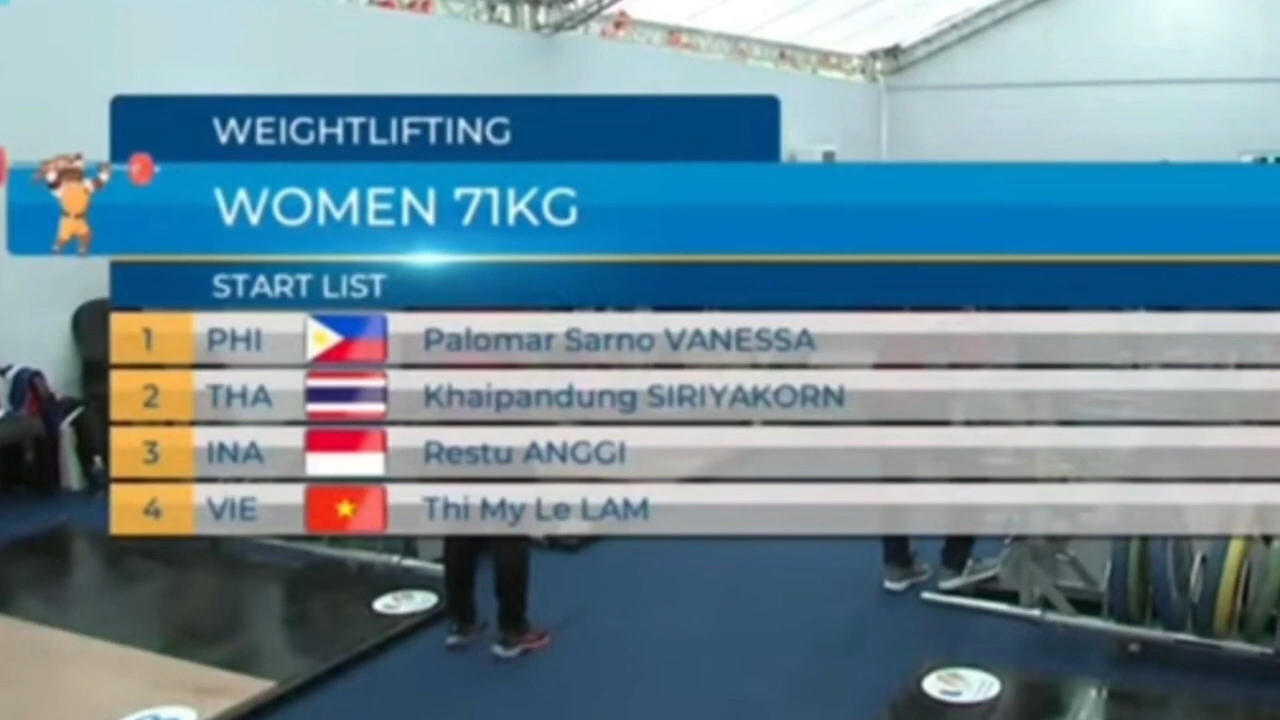 WEIGHTLIFTING
WOMEN 71KG
START LIST
1 PHI Palomar Sarno VANESSA
2 THA Khaipandung SIRIYAKORN
3 INA Restu ANGGI
4 VIE Thi My Le LAM